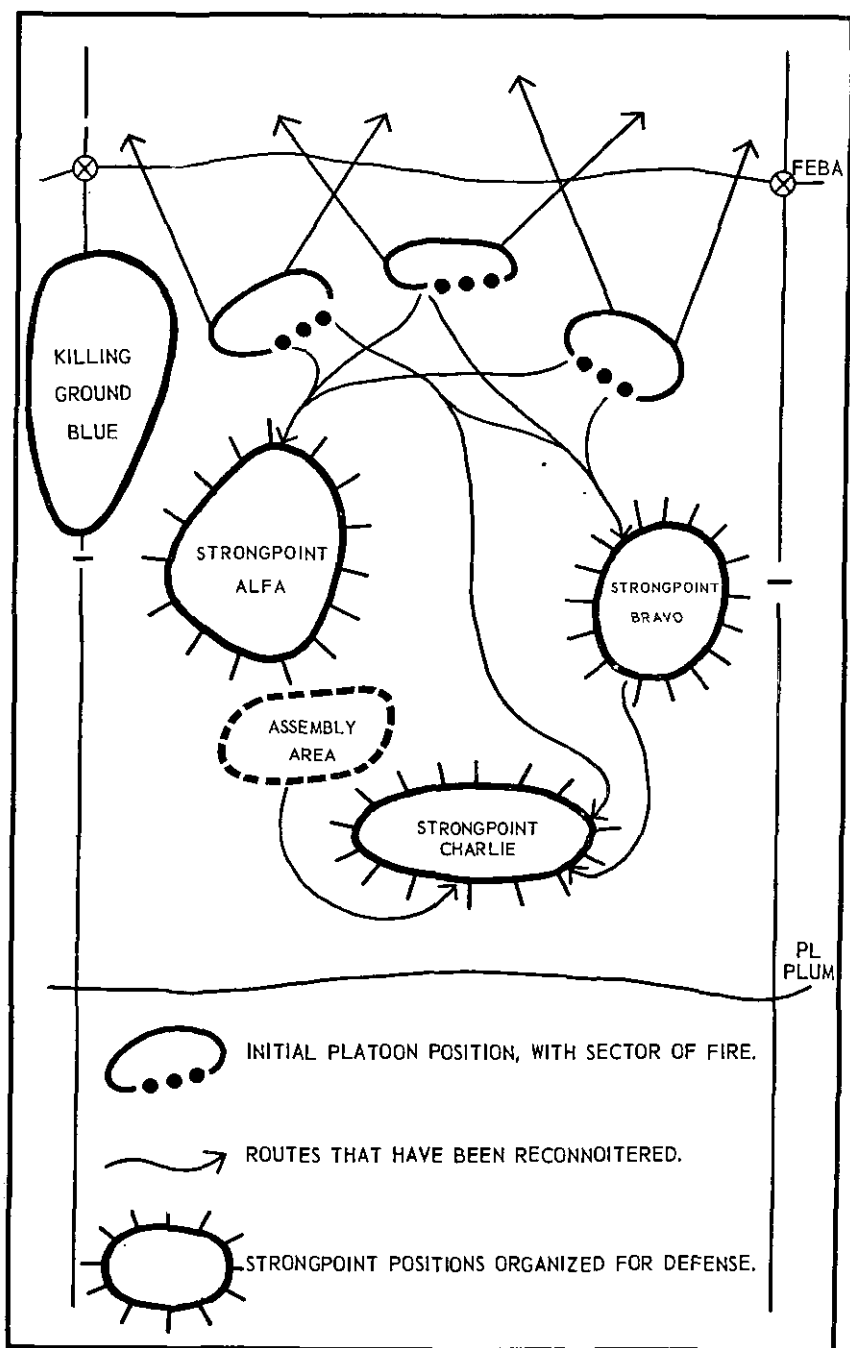 FEBA
KILLING
GROUND
BLUE
STRONGPOINT
ALFA
STRONGPOINT
BRAVO
ASSEMBLY
AREA
STRONGPOINT
CHARLIE
PL
PLUM
INITIAL PLATOON POSITION, WITH SECTOR OF FIRE.
ROUTES THAT HAVE BEEN RECONNOITERED.
STRONGPOINT POSITIONS ORGANIZED FOR DEFENSE.